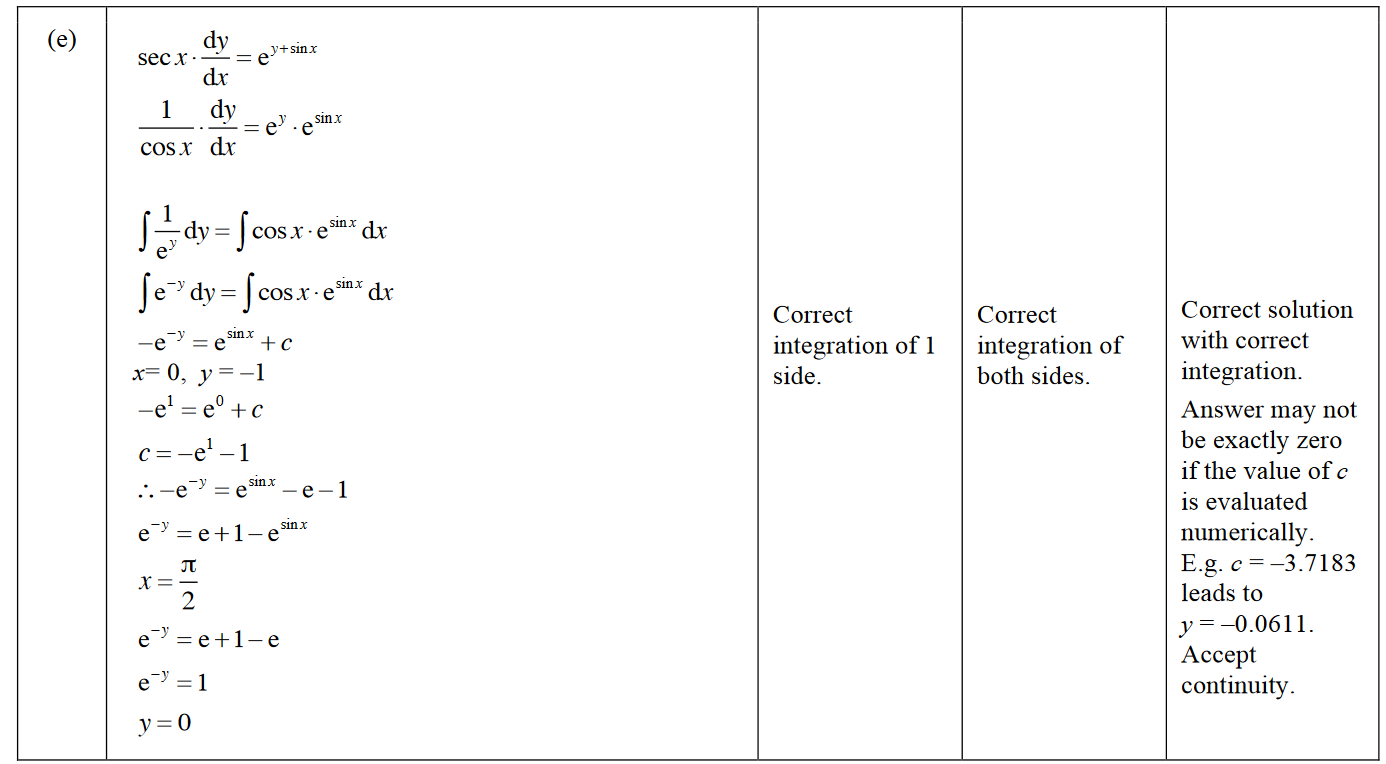 (e)
sec x · dy/dx = e^(y+sin x)
1/cos x · dy/dx = e^y · e^(sin x)
∫ 1/e^y dy = ∫ cos x · e^(sin x) dx
∫ e^(−y) dy = ∫ cos x · e^(sin x) dx
−e^(−y) = e^(sin x) + c
x= 0, y = −1
−e^1 = e^0 + c
c = −e^1 − 1
∴ −e^(−y) = e^(sin x) − e − 1
e^(−y) = e + 1 − e^(sin x)
x = π/2
e^(−y) = e + 1 − e
e^(−y) = 1
y = 0
Correct
integration of 1
side.
Correct
integration of
both sides.
Correct solution
with correct
integration.
Answer may not
be exactly zero
if the value of c
is evaluated
numerically.
E.g. c = –3.7183
leads to
y = –0.0611.
Accept
continuity.